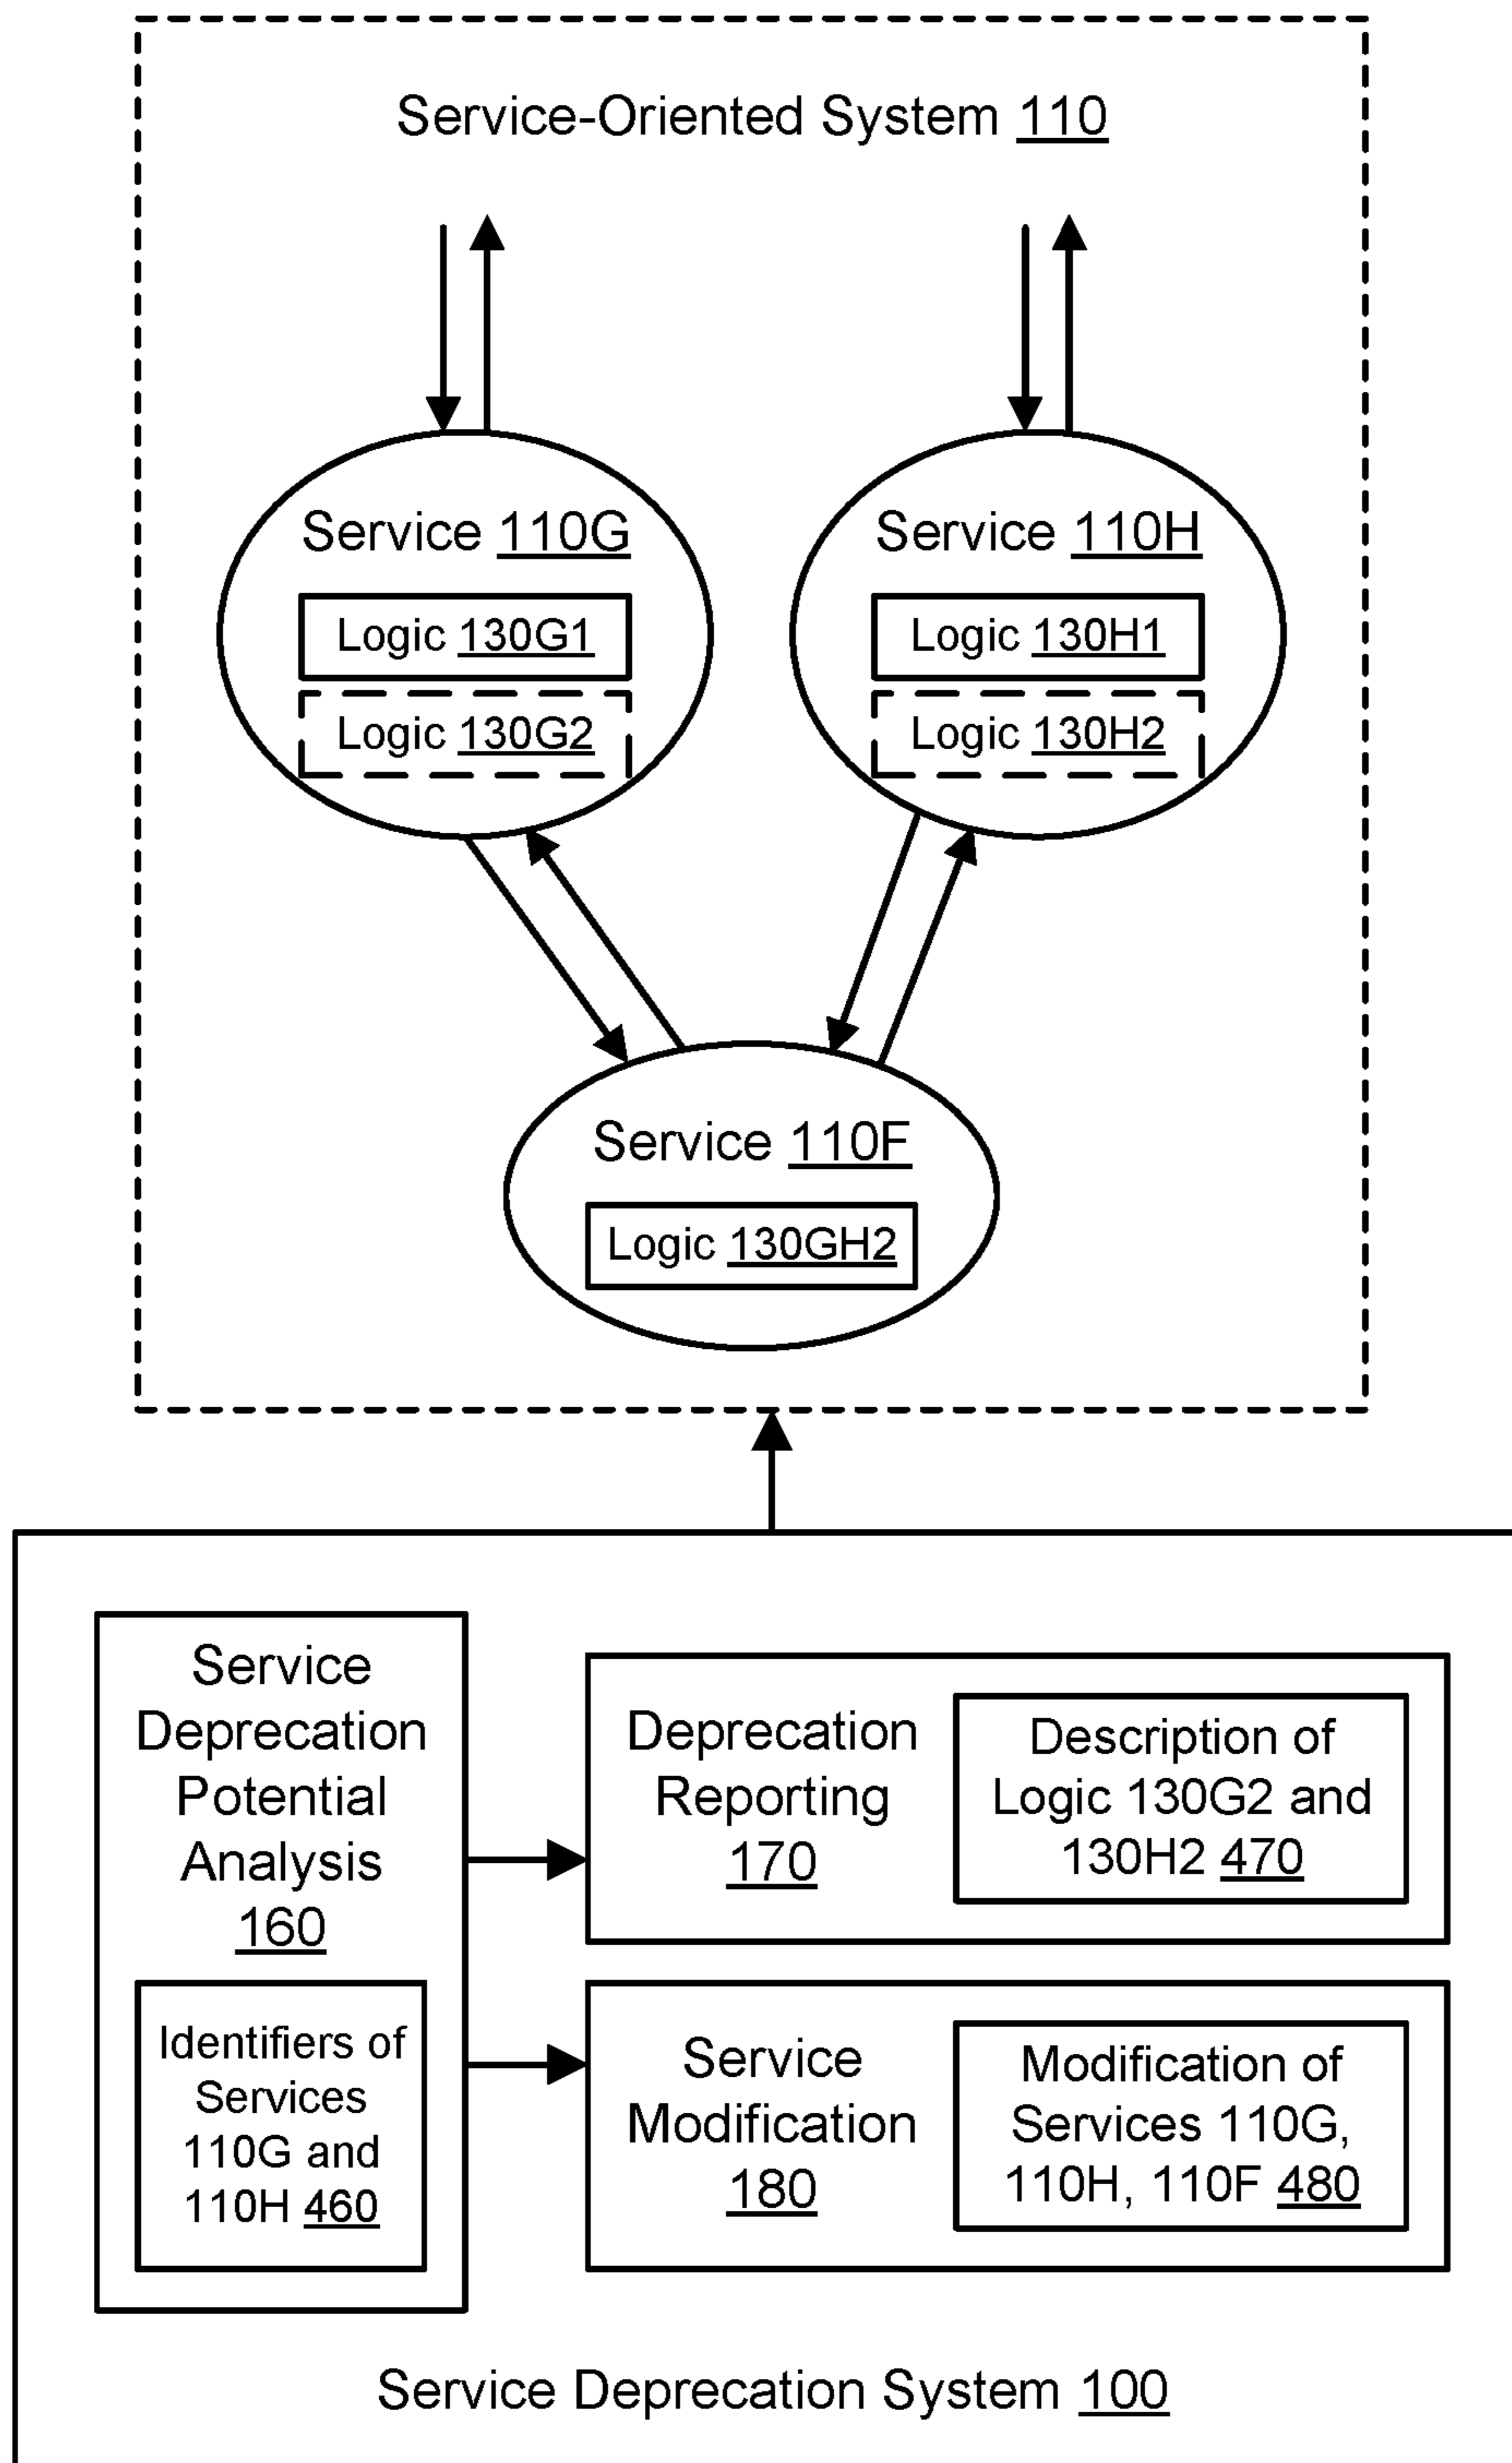 Service-Oriented System 110
Service 110G
Logic 130G1
Logic 130G2
Service 110H
Logic 130H1
Logic 130H2
Service 110F
Logic 130GH2
Service
Deprecation
Potential
Analysis
160
Identifiers of
Services
110G and
110H 460
Deprecation
Reporting
170
Description of
Logic 130G2 and
130H2 470
Service
Modification
180
Modification of
Services 110G,
110H, 110F 480
Service Deprecation System 100